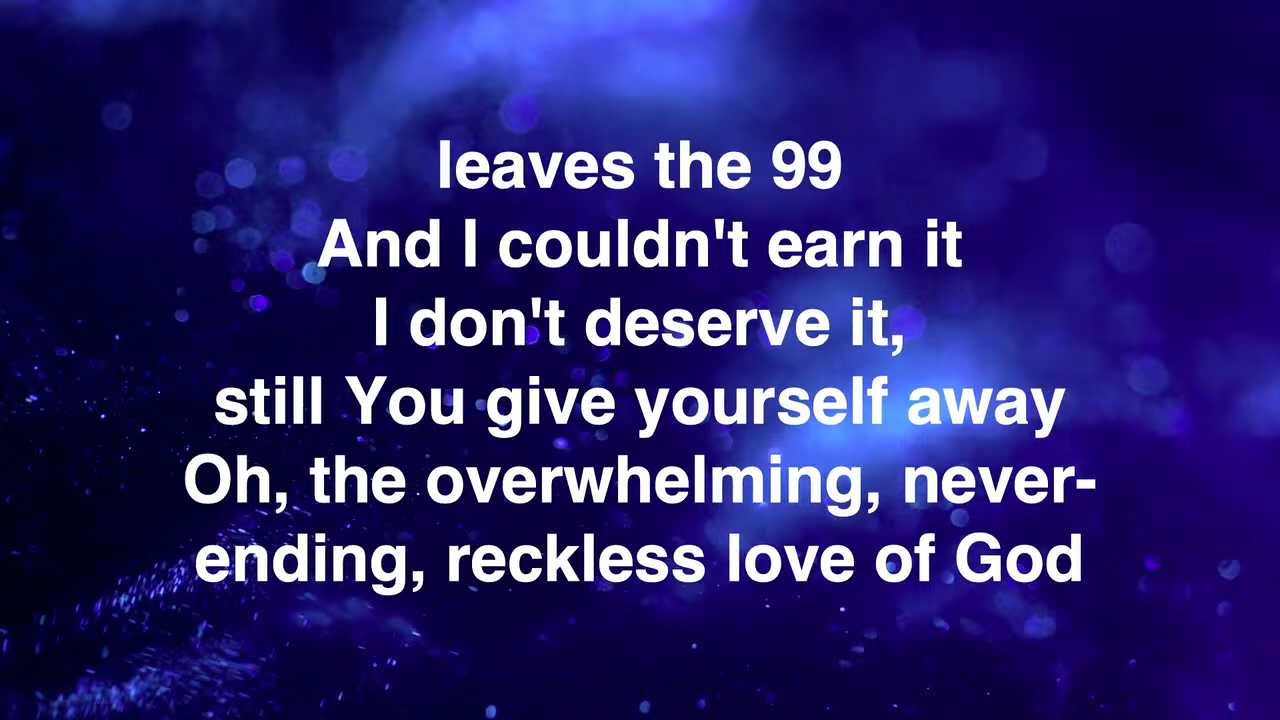 leaves the 99
And I couldn't earn it
I don't deserve it,
still You give yourself away
Oh, the overwhelming, never-
ending, reckless love of God